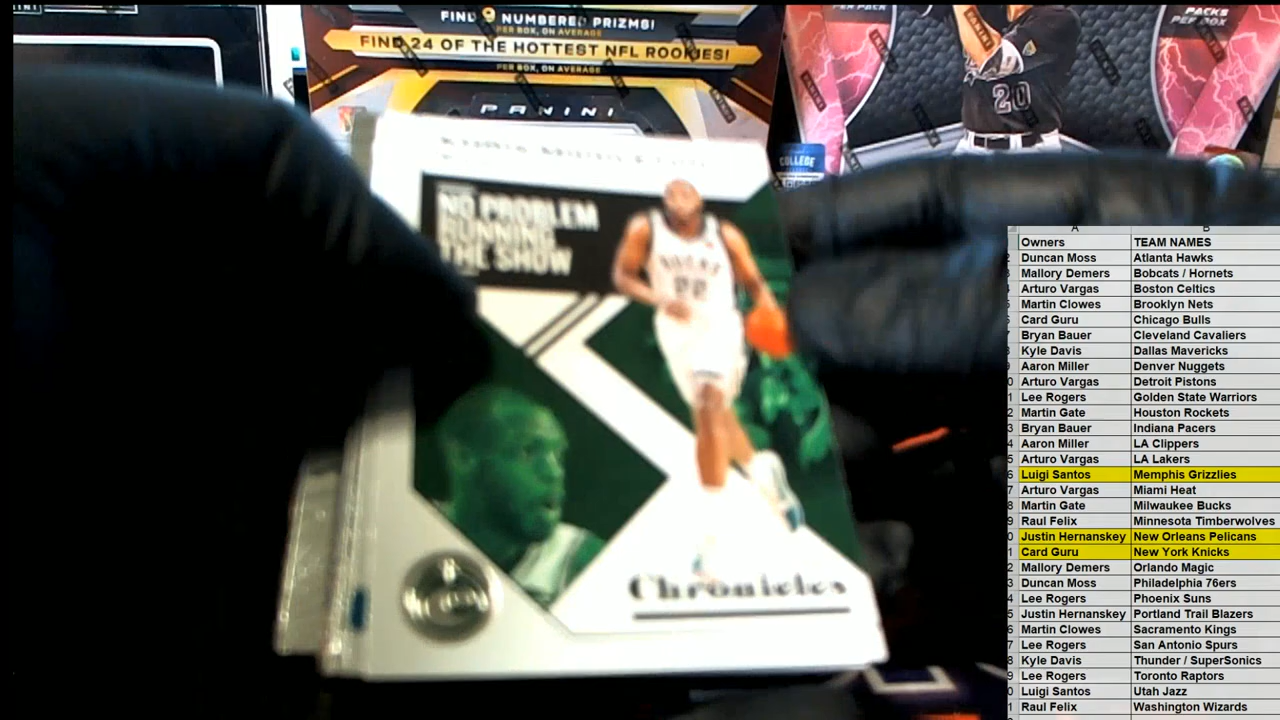 FIND 9 NUMBERED PRIZMS!
PER BOX, ON AVERAGE
FIND 24 OF THE HOTTEST NFL ROOKIES!
PER BOX, ON AVERAGE
PANINI
PER PACK
PACKS
PER BOX
20
COLLEGE
NO PROBLEM
RUNNING
THE SHOW
BUCKS
22
Chronicles
A B
Owners TEAM NAMES
Duncan Moss Atlanta Hawks
Mallory Demers Bobcats / Hornets
Arturo Vargas Boston Celtics
Martin Clowes Brooklyn Nets
Card Guru Chicago Bulls
Bryan Bauer Cleveland Cavaliers
Kyle Davis Dallas Mavericks
Aaron Miller Denver Nuggets
Arturo Vargas Detroit Pistons
Lee Rogers Golden State Warriors
Martin Gate Houston Rockets
Bryan Bauer Indiana Pacers
Aaron Miller LA Clippers
Arturo Vargas LA Lakers
Luigi Santos Memphis Grizzlies
Arturo Vargas Miami Heat
Martin Gate Milwaukee Bucks
Raul Felix Minnesota Timberwolves
Justin Hernanskey New Orleans Pelicans
Card Guru New York Knicks
Mallory Demers Orlando Magic
Duncan Moss Philadelphia 76ers
Lee Rogers Phoenix Suns
Justin Hernanskey Portland Trail Blazers
Martin Clowes Sacramento Kings
Lee Rogers San Antonio Spurs
Kyle Davis Thunder / SuperSonics
Lee Rogers Toronto Raptors
Luigi Santos Utah Jazz
Raul Felix Washington Wizards